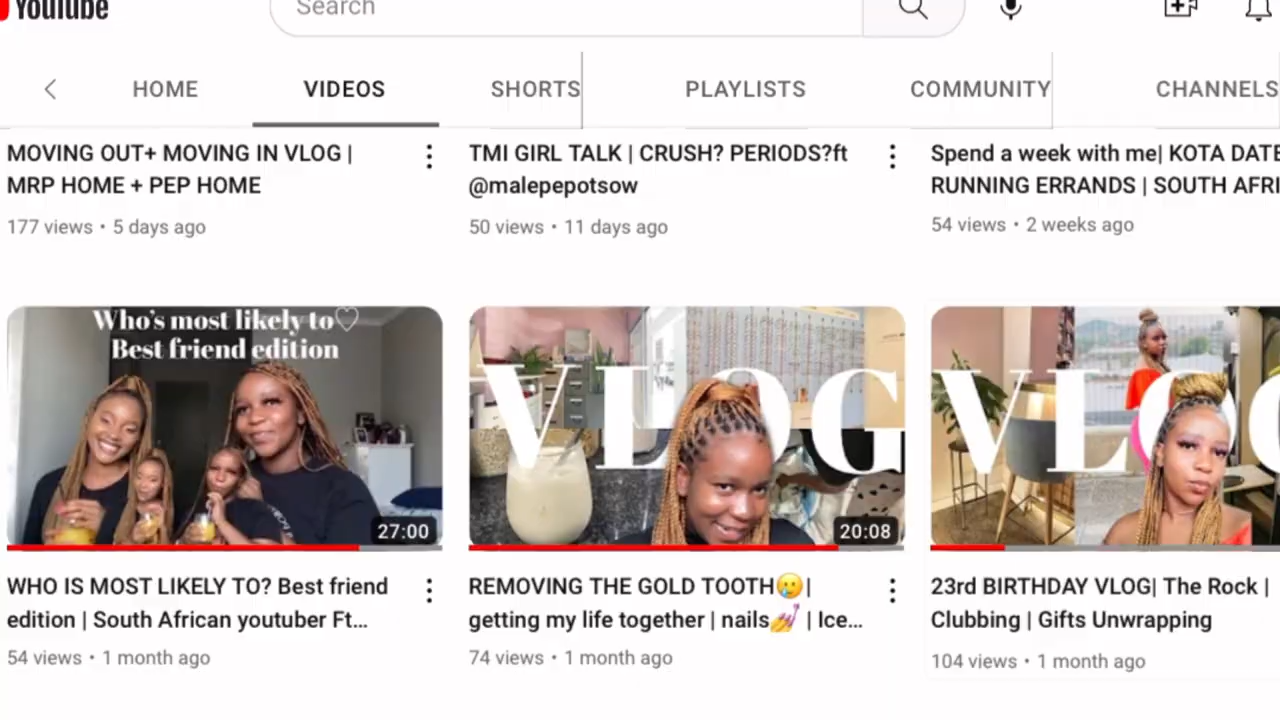 YouTube
Search
HOME
VIDEOS
SHORTS
PLAYLISTS
COMMUNITY
CHANNELS
MOVING OUT+ MOVING IN VLOG |
MRP HOME + PEP HOME
177 views • 5 days ago
TMI GIRL TALK | CRUSH? PERIODS?ft
@malepepotsow
50 views • 11 days ago
Spend a week with me| KOTA DATE
RUNNING ERRANDS | SOUTH AFRI
54 views • 2 weeks ago
Who's most likely to♡
Best friend edition
27:00
VLOG
20:08
VLOG
WHO IS MOST LIKELY TO? Best friend
edition | South African youtuber Ft...
54 views • 1 month ago
REMOVING THE GOLD TOOTH🥲|
getting my life together | nails💅 | Ice...
74 views • 1 month ago
23rd BIRTHDAY VLOG| The Rock |
Clubbing | Gifts Unwrapping
104 views • 1 month ago